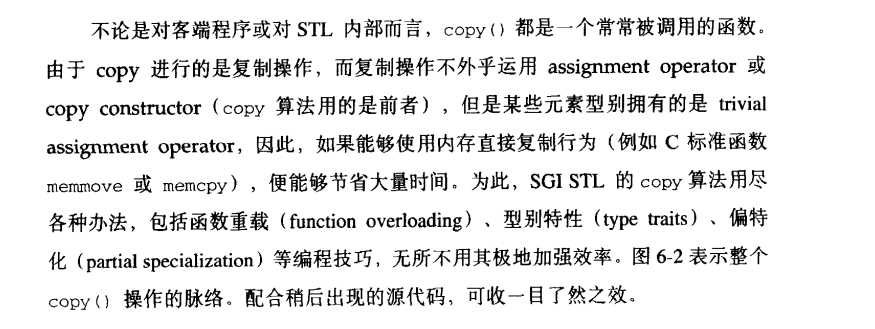 不论是对客端程序或对 STL 内部而言，copy() 都是一个常常被调用的函数。
由于 copy 进行的是复制操作，而复制操作不外乎运用 assignment operator 或
copy constructor（copy 算法用的是前者），但是某些元素型别拥有的是 trivial
assignment operator，因此，如果能够使用内存直接复制行为（例如 C 标准函数
memmove 或 memcpy），便能够节省大量时间。为此，SGI STL 的 copy 算法用尽
各种办法，包括函数重载（function overloading）、型别特性（type traits）、偏特
化（partial specialization）等编程技巧，无所不用其极地加强效率。图 6-2 表示整个
copy() 操作的脉络。配合稍后出现的源代码，可收一目了然之效。